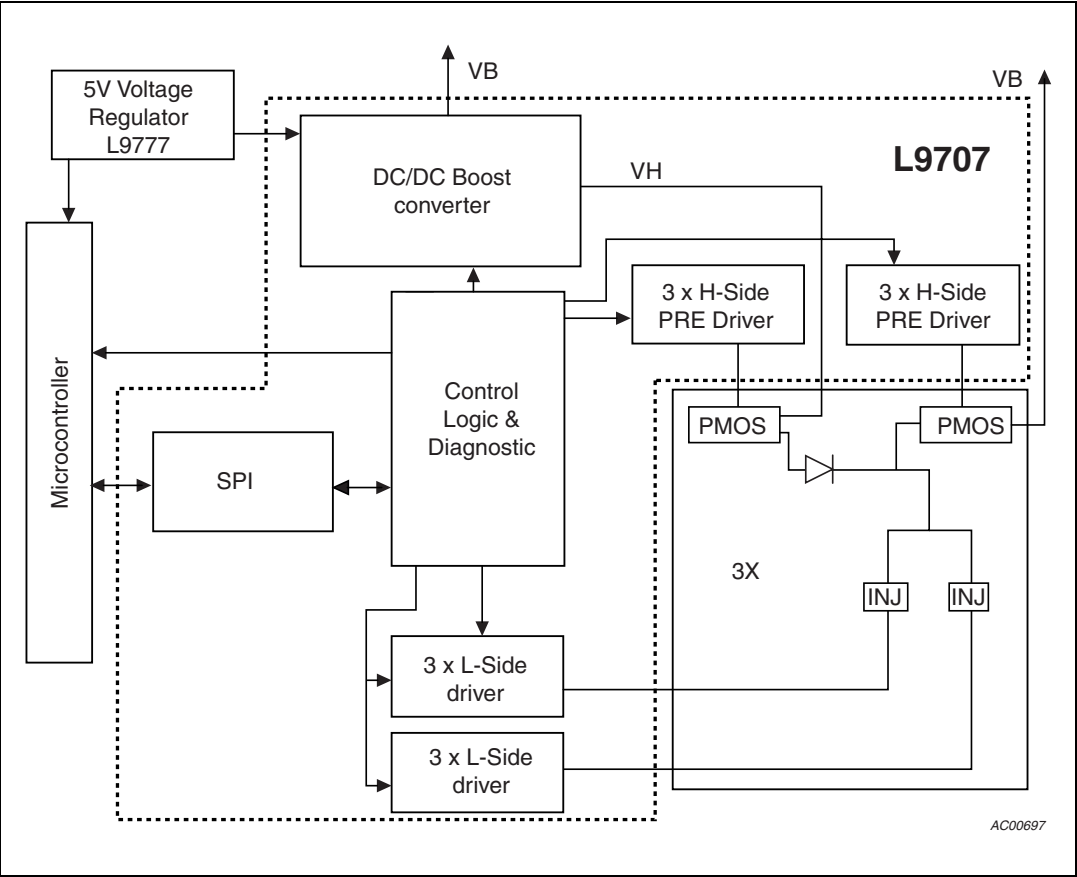 VB
VB
5V Voltage
Regulator
L9777
L9707
DC/DC Boost
converter
VH
3 x H-Side
PRE Driver
3 x H-Side
PRE Driver
Microcontroller
Control
Logic &
Diagnostic
PMOS
PMOS
SPI
3X
INJ
INJ
3 x L-Side
driver
3 x L-Side
driver
AC00697